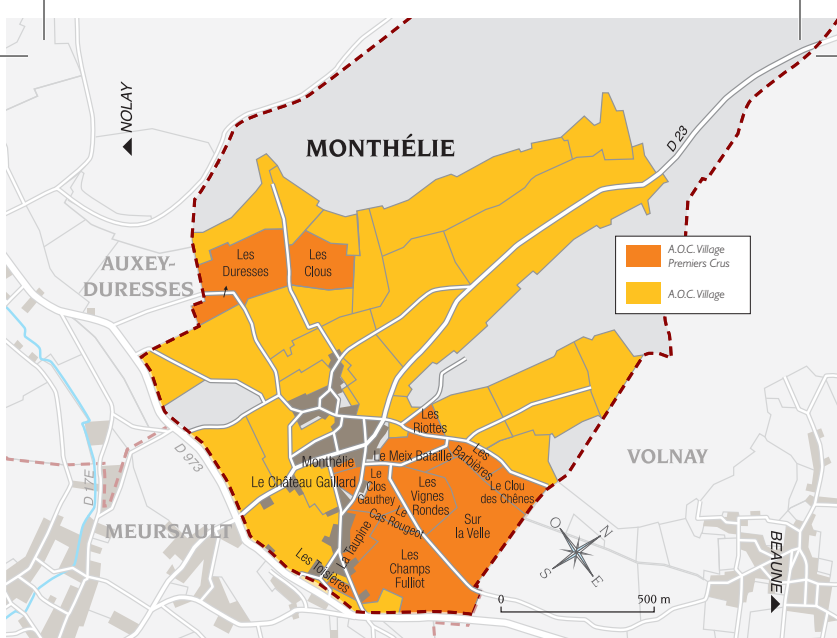 NOLAY
MONTHÉLIE
D 23
A.O.C. Village
Premiers Crus
A.O.C. Village
AUXEY-
DURESSES
Les
Duresses
Les
Clous
Les
Riottes
Le Meix Bataille
Les
Barbières
Monthélie
Le Château Gaillard
Le
Clos
Gauthey
Les
Vignes
Rondes
Le Clou
des Chênes
Le
Cas Rougeot
Sur
la Velle
La Taupine
Les
Champs
Fulliot
Les Toisières
VOLNAY
D 973
D 17E
MEURSAULT
O
N
S
E
BEAUNE
0
500 m